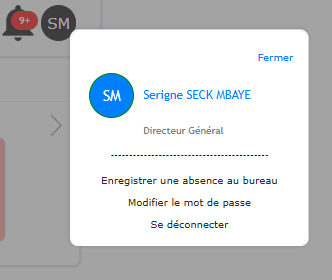 9+
SM
Fermer
SM
Serigne SECK MBAYE
Directeur Général
-------------------------------------------
Enregistrer une absence au bureau
Modifier le mot de passe
Se déconnecter